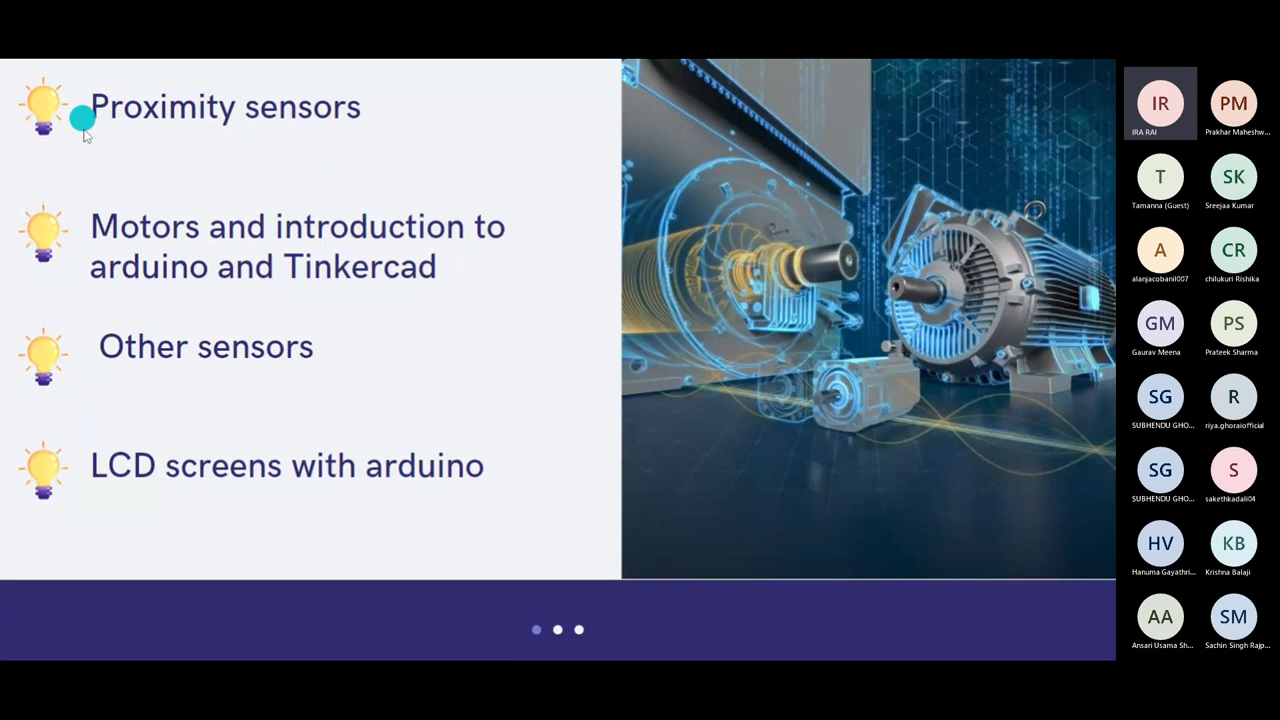 Proximity sensors
Motors and introduction to
arduino and Tinkercad
Other sensors
LCD screens with arduino
IR
IRA RAI
PM
Prakhar Maheshw...
T
Tamanna (Guest)
SK
Sreejaa Kumar
A
alanjacobanil007
CR
chilukuri Rishika
GM
Gaurav Meena
PS
Prateek Sharma
SG
SUBHENDU GHO...
R
riya.ghoraiofficial
SG
SUBHENDU GHO...
S
sakethkadali04
HV
Hanuma Gayathri...
KB
Krishna Balaji
AA
Ansari Usama Sh...
SM
Sachin Singh Rajp...